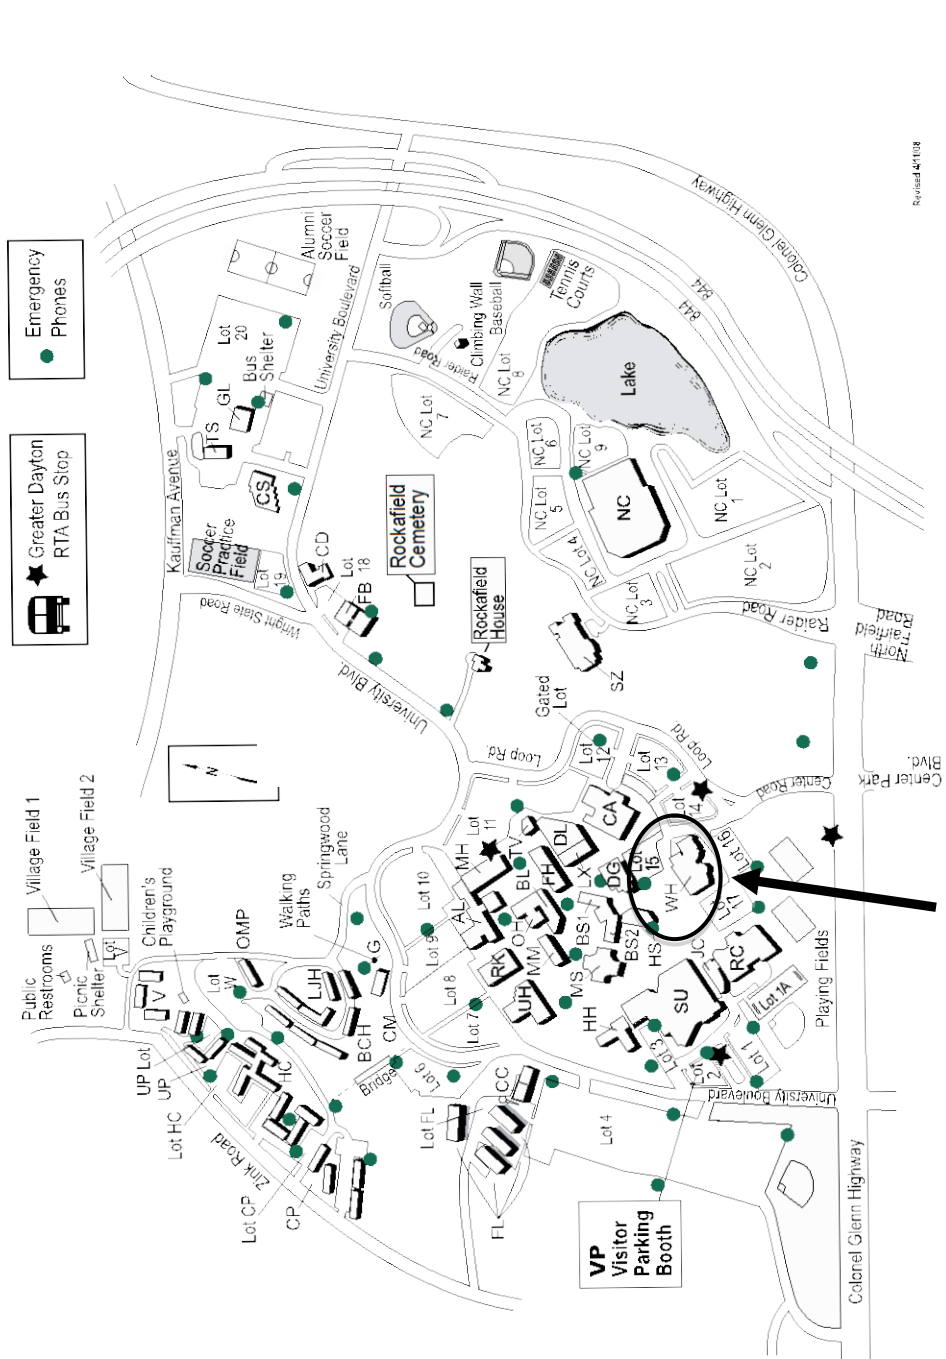 Revised 4/11/08
Emergency
Phones
Greater Dayton
RTA Bus Stop
Colonel Glenn Highway
844
844
Alumni
Soccer
Field
University Boulevard
Lot
20
Bus
Shelter
GL
TS
CS
Kauffman Avenue
Soccer
Practice
Field
Lot
19
CD
Lot
18
FB
Wright State Road
University Blvd.
Softball
Climbing Wall
Baseball
Tennis
Courts
Raider Road
NC Lot
8
NC Lot
7
Lake
NC Lot
6
NC Lot
9
NC Lot
5
NC Lot 4
NC
NC Lot
1
NC Lot
2
NC Lot
3
Raider Road
North
Fairfield
Road
Rockafield
Cemetery
Rockafield
House
SZ
Gated
Lot
Loop Rd.
Loop Rd.
Lot
12
Lot
13
Lot
14
Center Road
Center Park
Blvd.
N
Village Field 1
Village Field 2
Public
Restrooms
Picnic
Shelter
Lot
V
Children's
Playground
V
OMP
Walking
Paths
Springwood
Lane
Lot
W
G
LJH
BCH
CM
UP Lot
UP
Lot HC
HC
Zink Road
Lot CP
CP
Bridge
Lot 6
Lot FL
CC
FL
Lot 4
Lot 10
Lot 9
Lot 8
Lot 7
Lot
11
MH
TV
AL
BL
DL
CA
FH
LX
DG
Lot
15
OH
BS1
WH
Lot 16
Lot
17
RK
MM
BS2
HS
UH
MS
JC
RC
HH
SU
Lot 1A
Lot
3
Lot
2
Lot 1
Playing Fields
University Boulevard
Colonel Glenn Highway
VP
Visitor
Parking
Booth